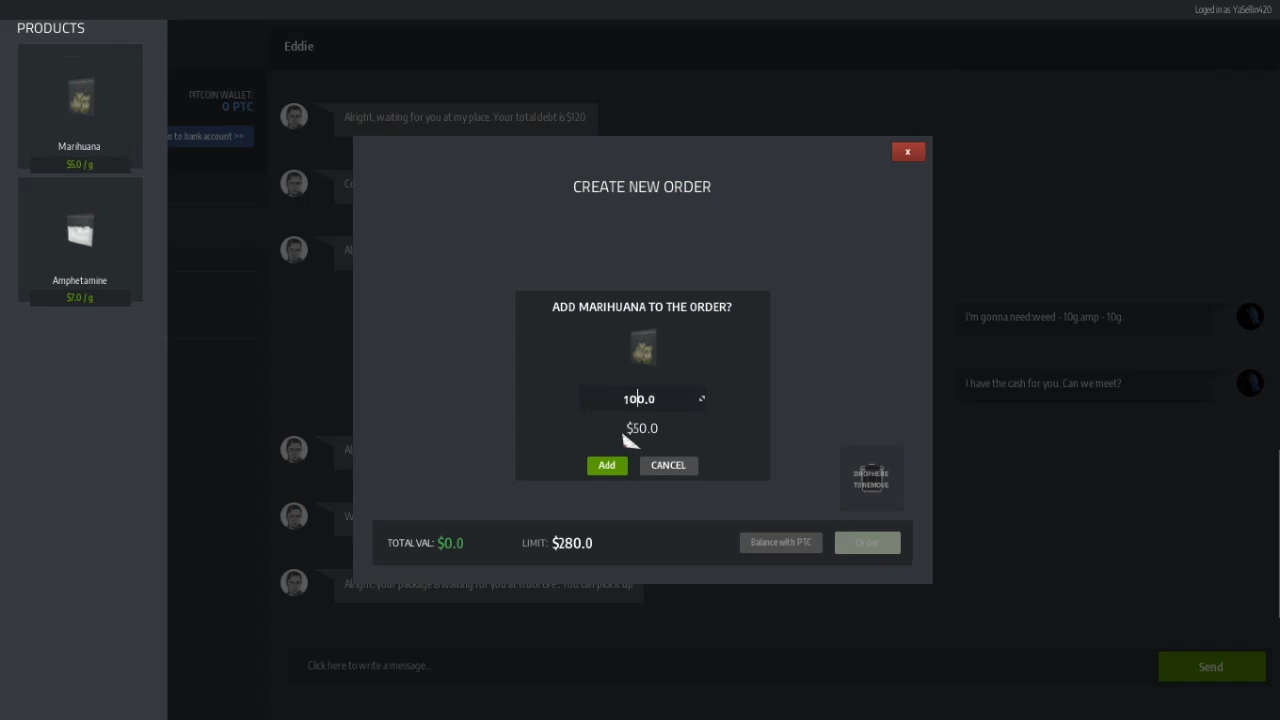 Loged in as YaSellin420
PRODUCTS
Marihuana
$5.0 / g
Amphetamine
$7.0 / g
PITCOIN WALLET:
0 PTC
o to bank account >>
Eddie
Alright, waiting for you at my place. Your total debt is $120
I'm gonna need:weed - 10g.amp - 10g.
I have the cash for you. Can we meet?
CREATE NEW ORDER
x
ADD MARIHUANA TO THE ORDER?
100.0
$50.0
Add
CANCEL
DROP HERE
TO REMOVE
TOTAL VAL: $0.0
LIMIT: $280.0
Balance with PTC
Order
Alright, your package is waiting for you at truck tire. You can pick it up
Click here to write a message...
Send